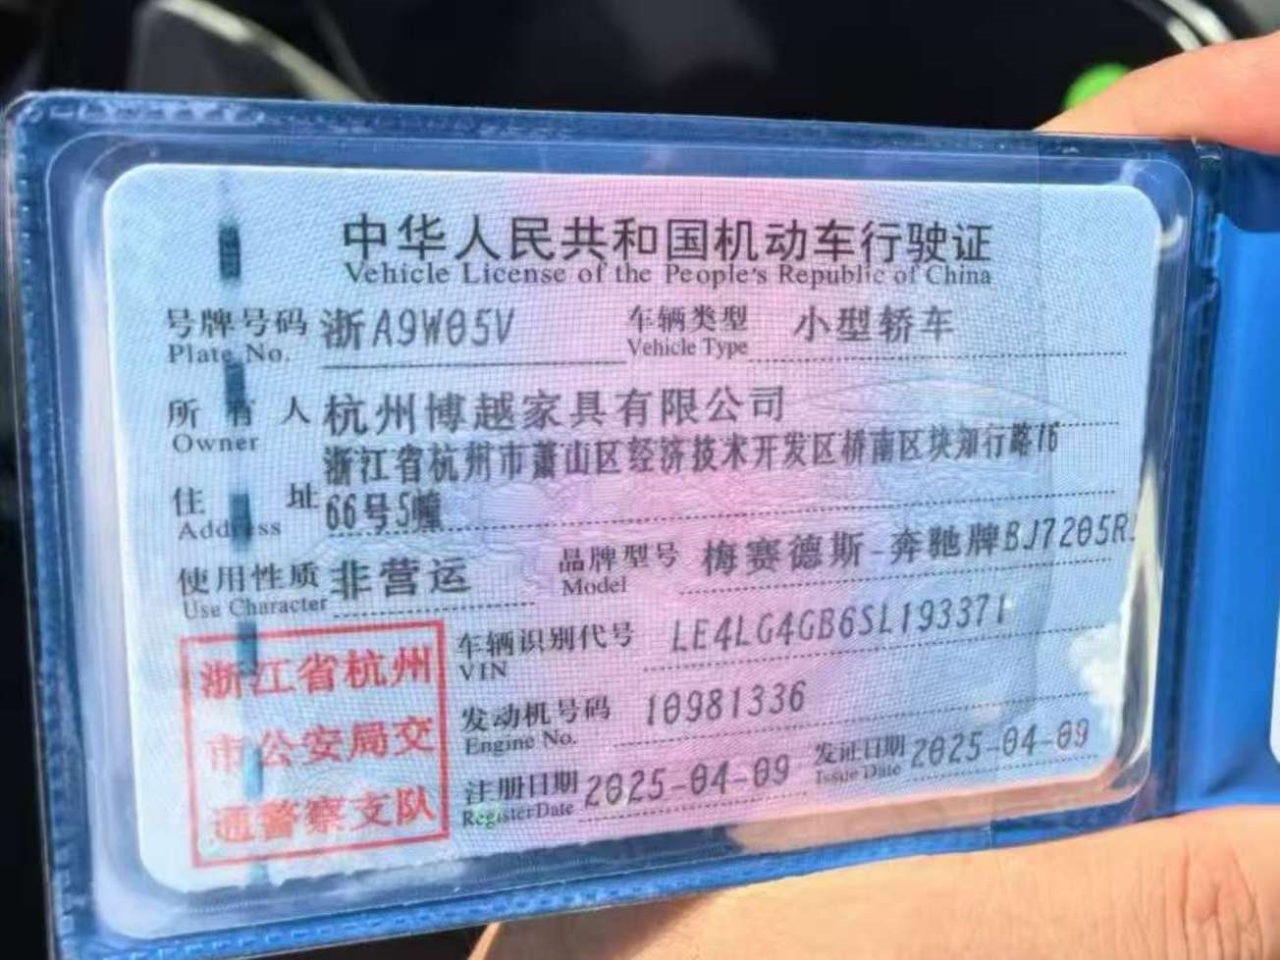 中华人民共和国机动车行驶证
Vehicle License of the People's Republic of China
号牌号码 浙A9W05V 车辆类型 小型轿车
Plate No. Vehicle Type
所有人 杭州博越家具有限公司
Owner
浙江省杭州市萧山区经济技术开发区桥南区块知行路16
住址 66号5幢
Address
使用性质 非营运 品牌型号 梅赛德斯-奔驰牌BJ7205R
Use Character Model
车辆识别代号 LE4LG4GB6SL193371
VIN
发动机号码 10981336
Engine No.
注册日期 2025-04-09 发证日期 2025-04-09
Register Date Issue Date
浙江省杭州
市公安局交
通警察支队